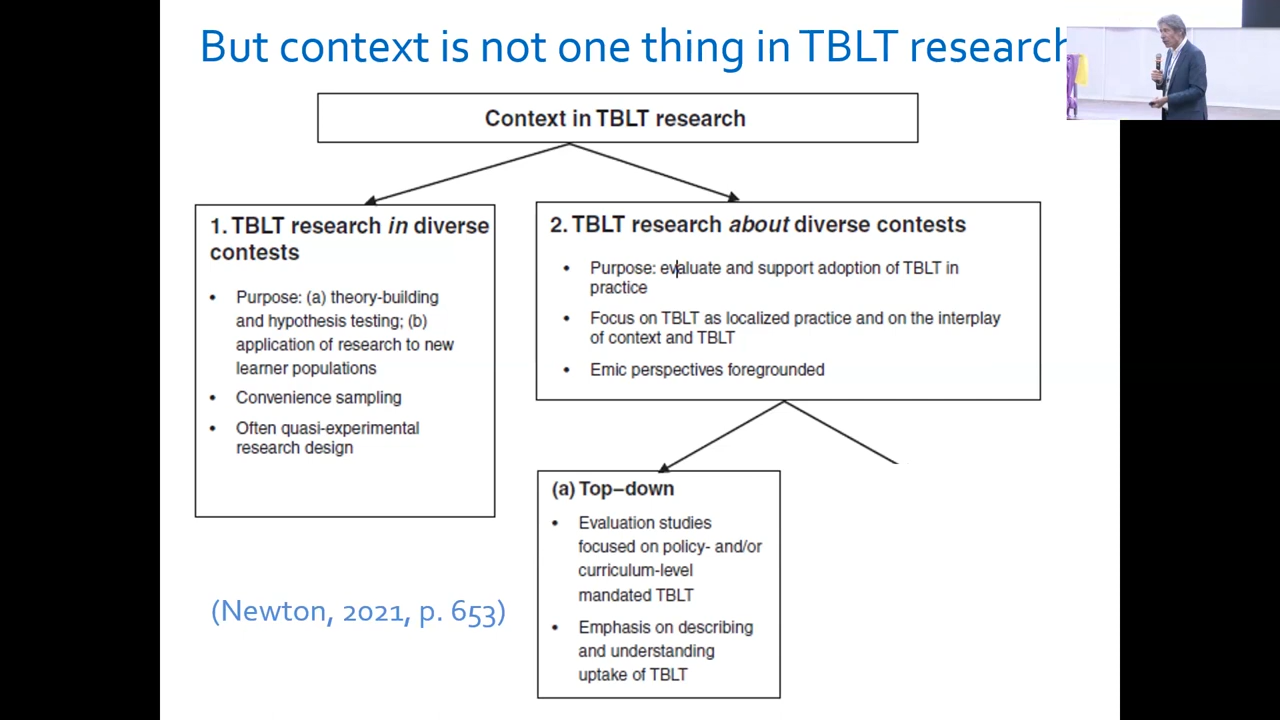 But context is not one thing in TBLT research
Context in TBLT research
1. TBLT research in diverse
contests
• Purpose: (a) theory-building
and hypothesis testing; (b)
application of research to new
learner populations
• Convenience sampling
• Often quasi-experimental
research design
2. TBLT research about diverse contests
• Purpose: evaluate and support adoption of TBLT in
practice
• Focus on TBLT as localized practice and on the interplay
of context and TBLT
• Emic perspectives foregrounded
(a) Top–down
• Evaluation studies
focused on policy- and/or
curriculum-level
mandated TBLT
• Emphasis on describing
and understanding
uptake of TBLT
(Newton, 2021, p. 653)